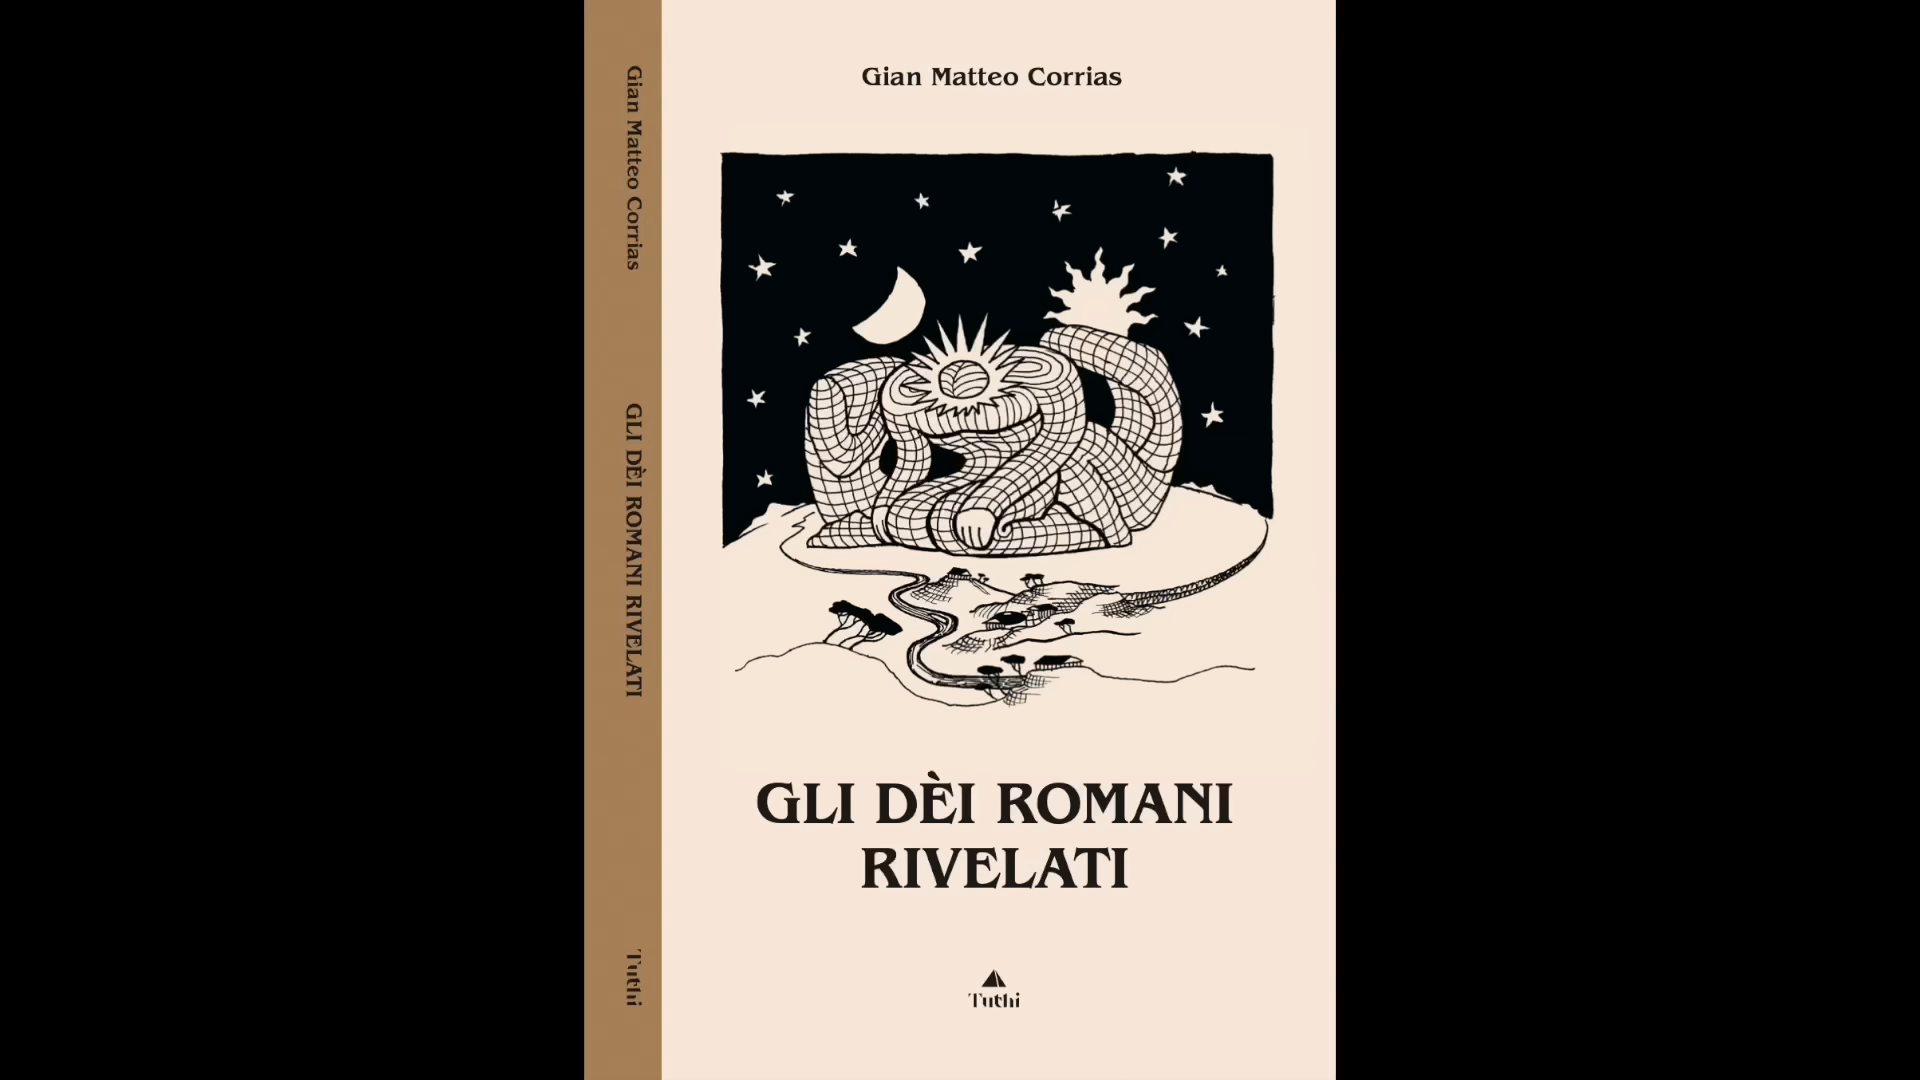 Gian Matteo Corrias
GLI DÈI ROMANI RIVELATI
Tuthi
Gian Matteo Corrias
GLI DÈI ROMANI
RIVELATI
Tuthi